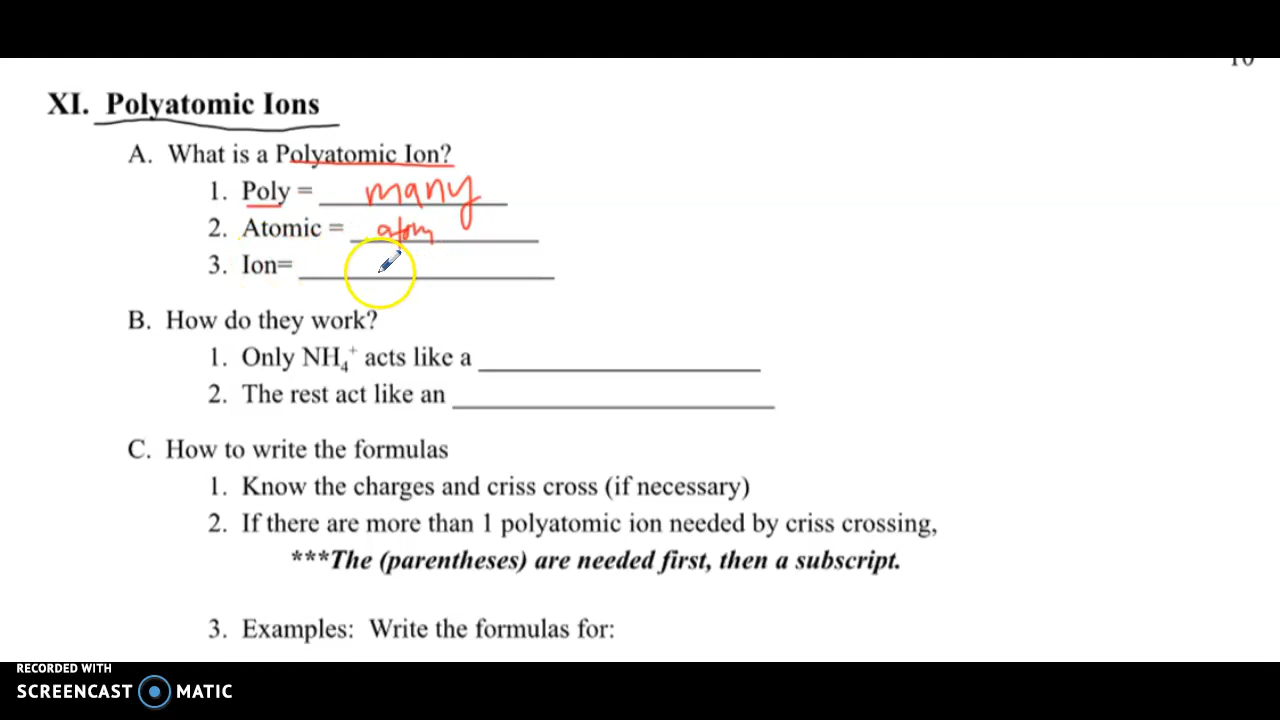 10
XI. Polyatomic Ions
A. What is a Polyatomic Ion?
1. Poly = many
2. Atomic = atom
3. Ion=
B. How do they work?
1. Only NH₄⁺ acts like a
2. The rest act like an
C. How to write the formulas
1. Know the charges and criss cross (if necessary)
2. If there are more than 1 polyatomic ion needed by criss crossing,
***The (parentheses) are needed first, then a subscript.
3. Examples: Write the formulas for:
RECORDED WITH
SCREENCAST MATIC